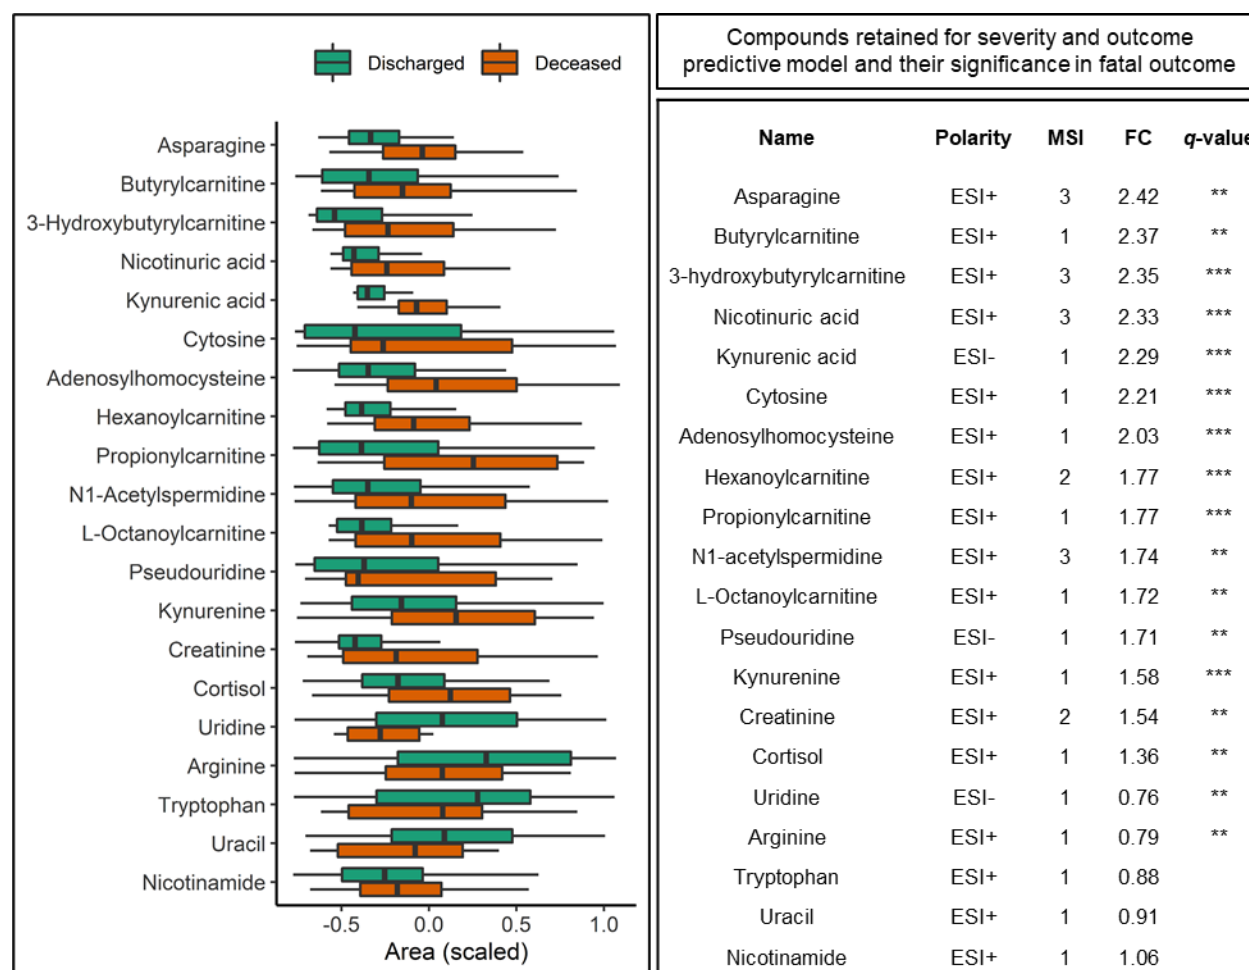 Discharged Deceased
Asparagine
Butyrylcarnitine
3-Hydroxybutyrylcarnitine
Nicotinuric acid
Kynurenic acid
Cytosine
Adenosylhomocysteine
Hexanoylcarnitine
Propionylcarnitine
N1-Acetylspermidine
L-Octanoylcarnitine
Pseudouridine
Kynurenine
Creatinine
Cortisol
Uridine
Arginine
Tryptophan
Uracil
Nicotinamide
-0.5 0.0 0.5 1.0
Area (scaled)
Compounds retained for severity and outcome
predictive model and their significance in fatal outcome
Name Polarity MSI FC q-value
Asparagine ESI+ 3 2.42 **
Butyrylcarnitine ESI+ 1 2.37 **
3-hydroxybutyrylcarnitine ESI+ 3 2.35 ***
Nicotinuric acid ESI+ 3 2.33 ***
Kynurenic acid ESI- 1 2.29 ***
Cytosine ESI+ 1 2.21 ***
Adenosylhomocysteine ESI+ 1 2.03 ***
Hexanoylcarnitine ESI+ 2 1.77 ***
Propionylcarnitine ESI+ 1 1.77 ***
N1-acetylspermidine ESI+ 3 1.74 **
L-Octanoylcarnitine ESI+ 1 1.72 **
Pseudouridine ESI- 1 1.71 **
Kynurenine ESI+ 1 1.58 ***
Creatinine ESI+ 2 1.54 **
Cortisol ESI+ 1 1.36 **
Uridine ESI- 1 0.76 **
Arginine ESI+ 1 0.79 **
Tryptophan ESI+ 1 0.88
Uracil ESI+ 1 0.91
Nicotinamide ESI+ 1 1.06